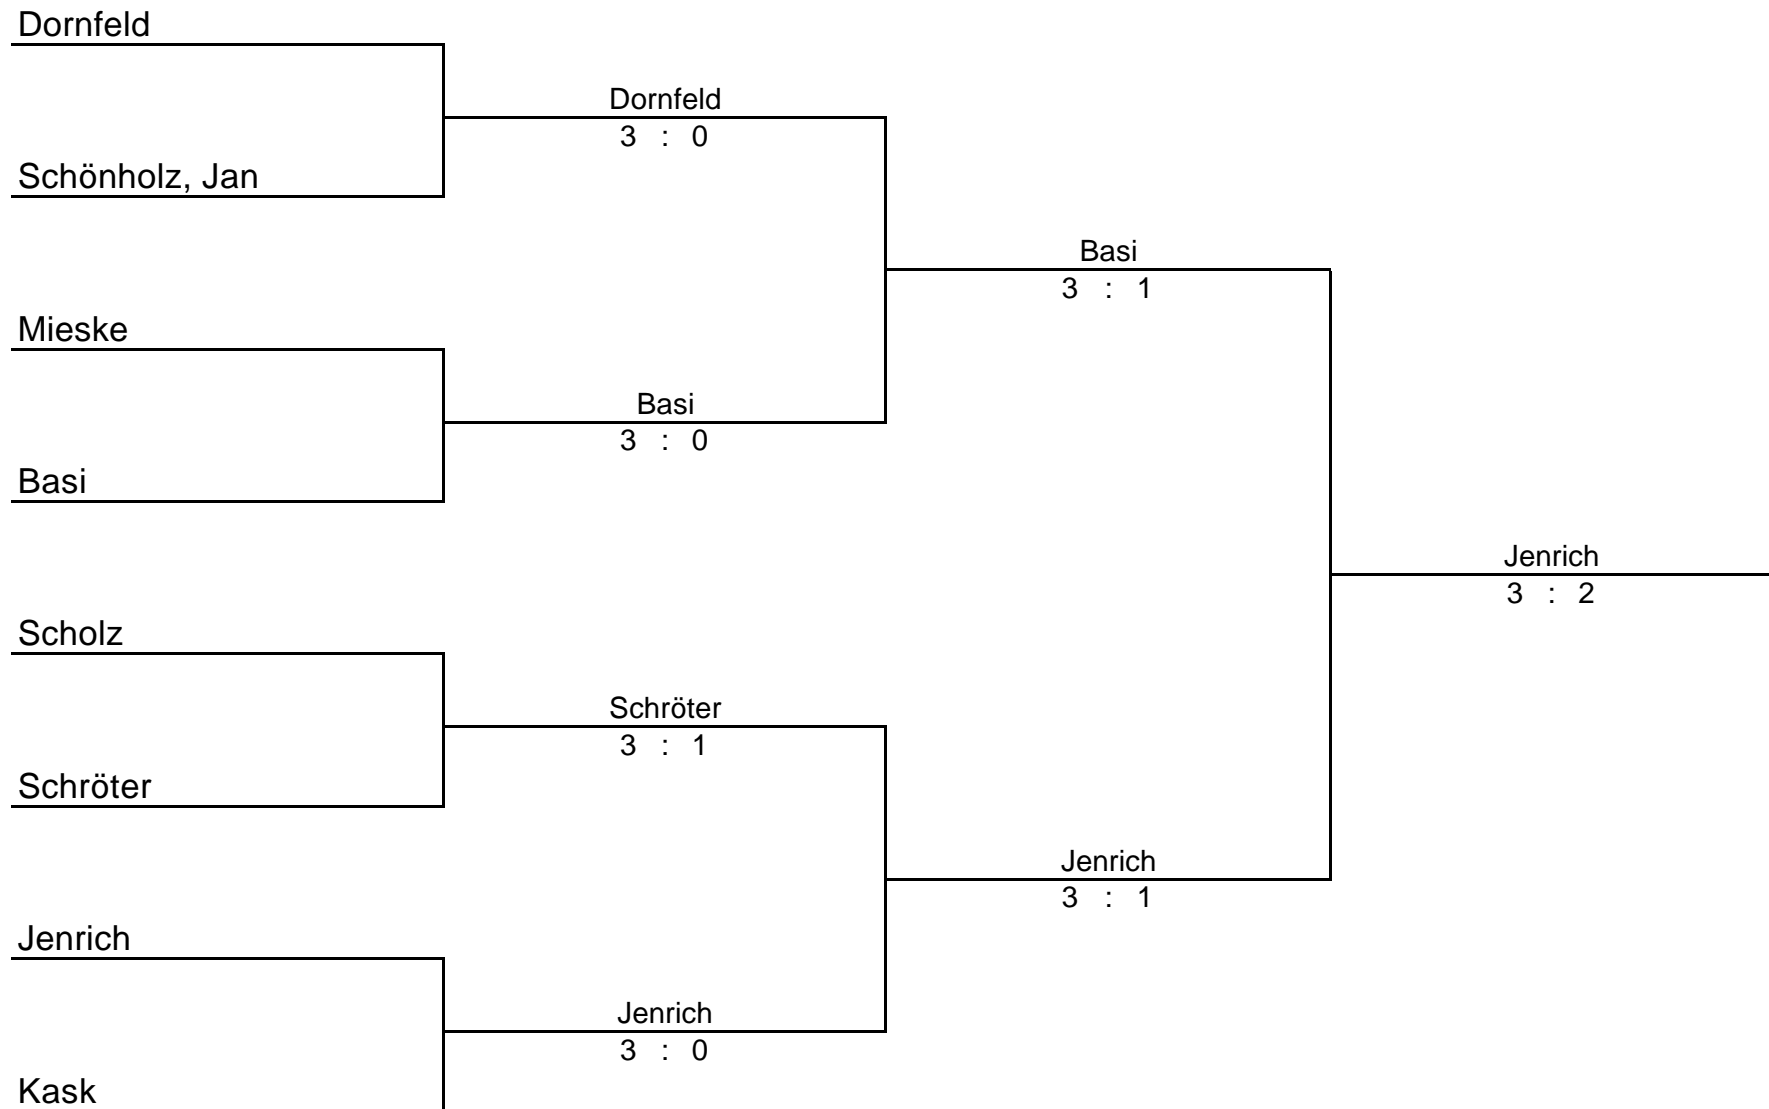 Dornfeld
Dornfeld
3 : 0
Schönholz, Jan
Basi
3 : 1
Mieske
Basi
3 : 0
Basi
Jenrich
3 : 2
Scholz
Schröter
3 : 1
Schröter
Jenrich
3 : 1
Jenrich
Jenrich
3 : 0
Kask